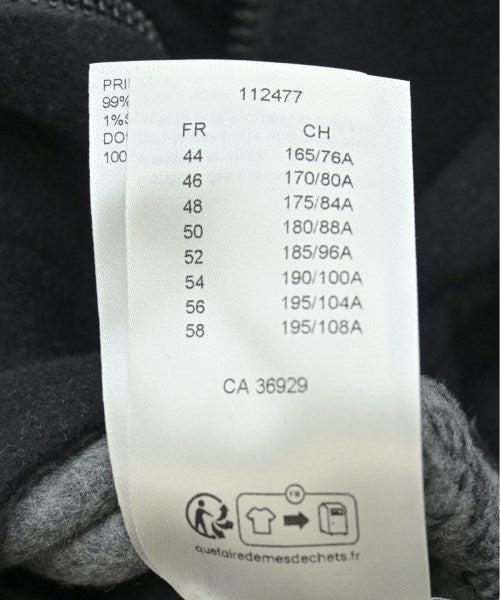 PRI
99%
1%
DO
100
112477
FR CH
44 165/76A
46 170/80A
48 175/84A
50 180/88A
52 185/96A
54 190/100A
56 195/104A
58 195/108A
CA 36929
FR
quefairedemesdechets.fr